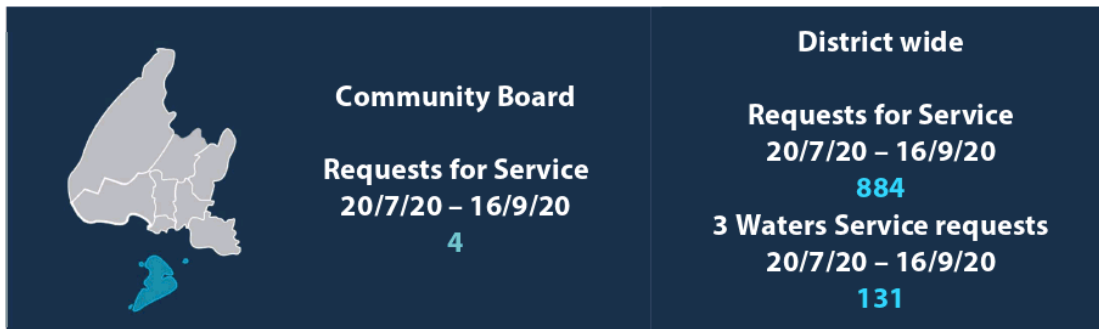 Community Board
Requests for Service
20/7/20 – 16/9/20
4
District wide
Requests for Service
20/7/20 – 16/9/20
884
3 Waters Service requests
20/7/20 – 16/9/20
131